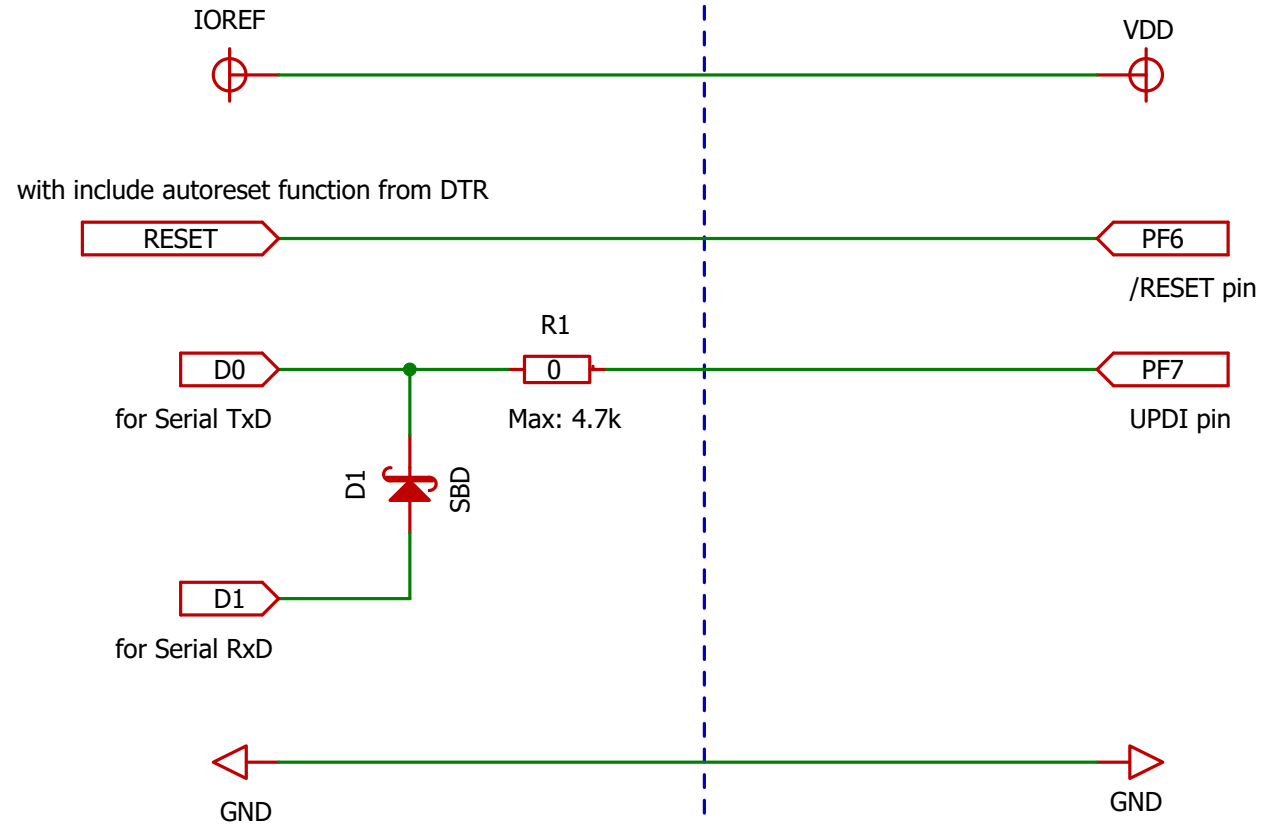 IOREF
VDD
with include autoreset function from DTR
RESET
PF6
/RESET pin
R1
D0
0
PF7
for Serial TxD
Max: 4.7k
UPDI pin
D1
SBD
D1
for Serial RxD
GND
GND